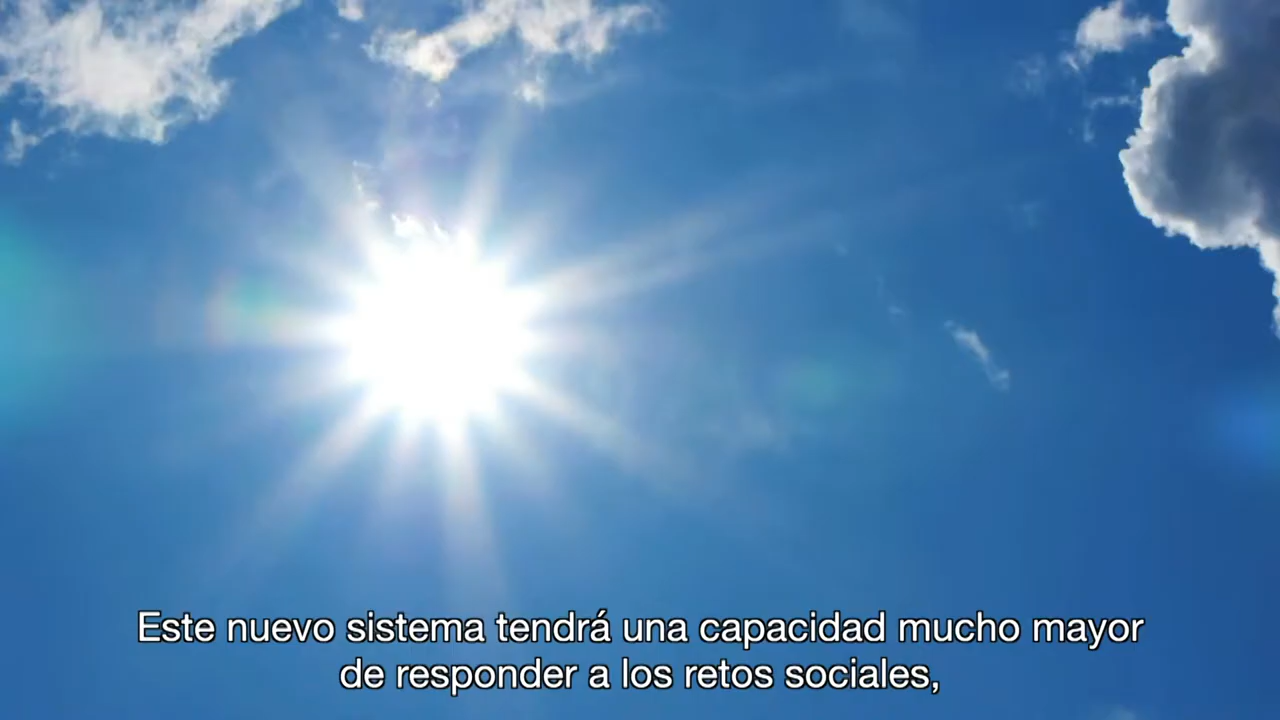 Este nuevo sistema tendrá una capacidad mucho mayor
de responder a los retos sociales,